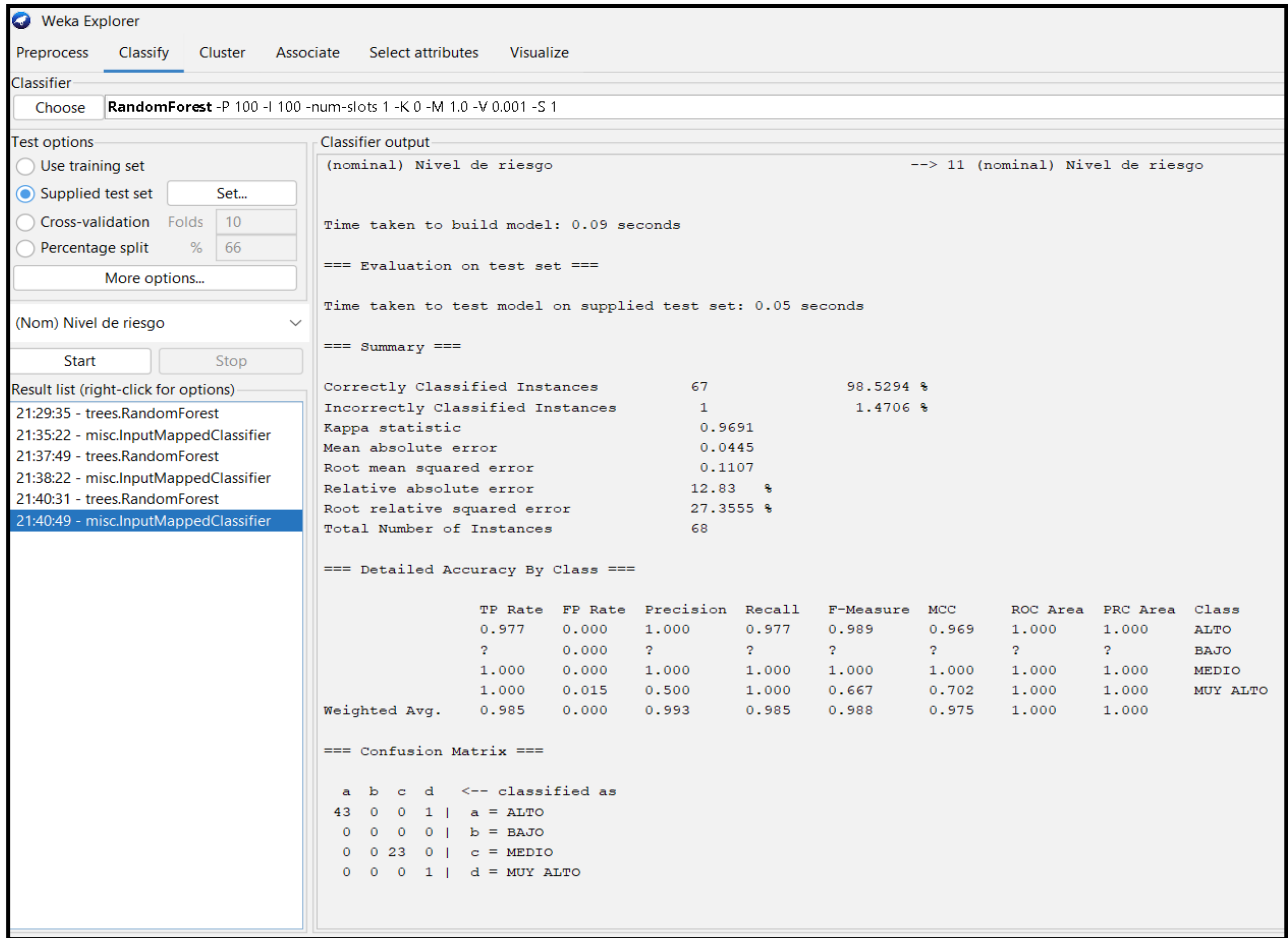 Weka Explorer
Preprocess Classify Cluster Associate Select attributes Visualize
Classifier
Choose RandomForest -P 100 -I 100 -num-slots 1 -K 0 -M 1.0 -V 0.001 -S 1
Test options
Use training set
Supplied test set Set...
Cross-validation Folds 10
Percentage split % 66
More options...
(Nom) Nivel de riesgo
Start Stop
Result list (right-click for options)
21:29:35 - trees.RandomForest
21:35:22 - misc.InputMappedClassifier
21:37:49 - trees.RandomForest
21:38:22 - misc.InputMappedClassifier
21:40:31 - trees.RandomForest
21:40:49 - misc.InputMappedClassifier
Classifier output
(nominal) Nivel de riesgo --> 11 (nominal) Nivel de riesgo
Time taken to build model: 0.09 seconds
=== Evaluation on test set ===
Time taken to test model on supplied test set: 0.05 seconds
=== Summary ===
Correctly Classified Instances 67 98.5294 %
Incorrectly Classified Instances 1 1.4706 %
Kappa statistic 0.9691
Mean absolute error 0.0445
Root mean squared error 0.1107
Relative absolute error 12.83 %
Root relative squared error 27.3555 %
Total Number of Instances 68
=== Detailed Accuracy By Class ===
TP Rate FP Rate Precision Recall F-Measure MCC ROC Area PRC Area Class
0.977 0.000 1.000 0.977 0.989 0.969 1.000 1.000 ALTO
? 0.000 ? ? ? ? ? ? BAJO
1.000 0.000 1.000 1.000 1.000 1.000 1.000 1.000 MEDIO
1.000 0.015 0.500 1.000 0.667 0.702 1.000 1.000 MUY ALTO
Weighted Avg. 0.985 0.000 0.993 0.985 0.988 0.975 1.000 1.000
=== Confusion Matrix ===
a b c d <-- classified as
43 0 0 1 | a = ALTO
0 0 0 0 | b = BAJO
0 0 23 0 | c = MEDIO
0 0 0 1 | d = MUY ALTO